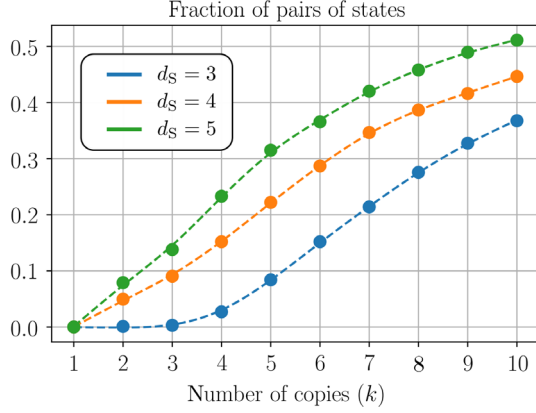 Fraction of pairs of states
0.5
0.4
0.3
0.2
0.1
0.0
d_S = 3
d_S = 4
d_S = 5
1 2 3 4 5 6 7 8 9 10
Number of copies (k)